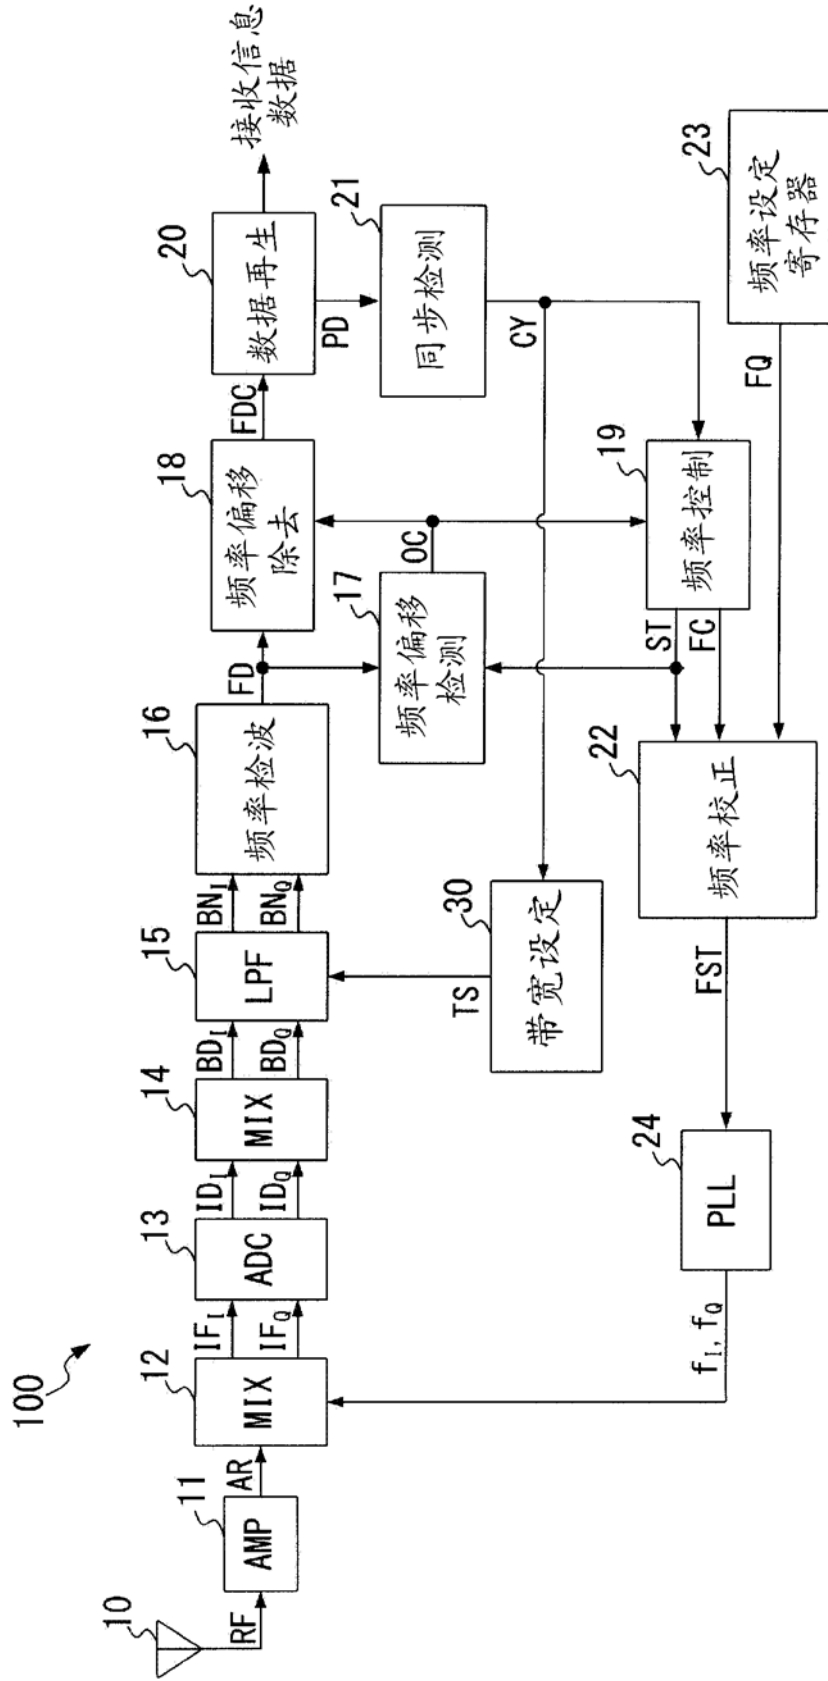 100
10
RF
11
AMP
AR
12
MIX
IF_I
IF_Q
13
ADC
ID_I
ID_Q
14
MIX
BD_I
BD_Q
15
LPF
BN_I
BN_Q
16
频率检波
FD
18
频率偏移
除去
FDC
20
数据再生
接收信息
数据
PD
21
同步检测
CY
17
频率偏移
检测
OC
30
带宽设定
TS
19
频率控制
ST
FC
23
频率设定
寄存器
FQ
22
频率校正
FST
24
PLL
f_I, f_Q